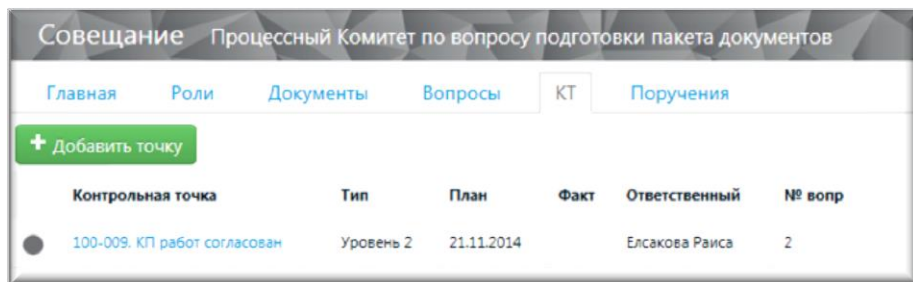 Совещание Процессный Комитет по вопросу подготовки пакета документов
Главная Роли Документы Вопросы КТ Поручения
+ Добавить точку
Контрольная точка Тип План Факт Ответственный № вопр
100-009. КП работ согласован Уровень 2 21.11.2014 Елсакова Раиса 2